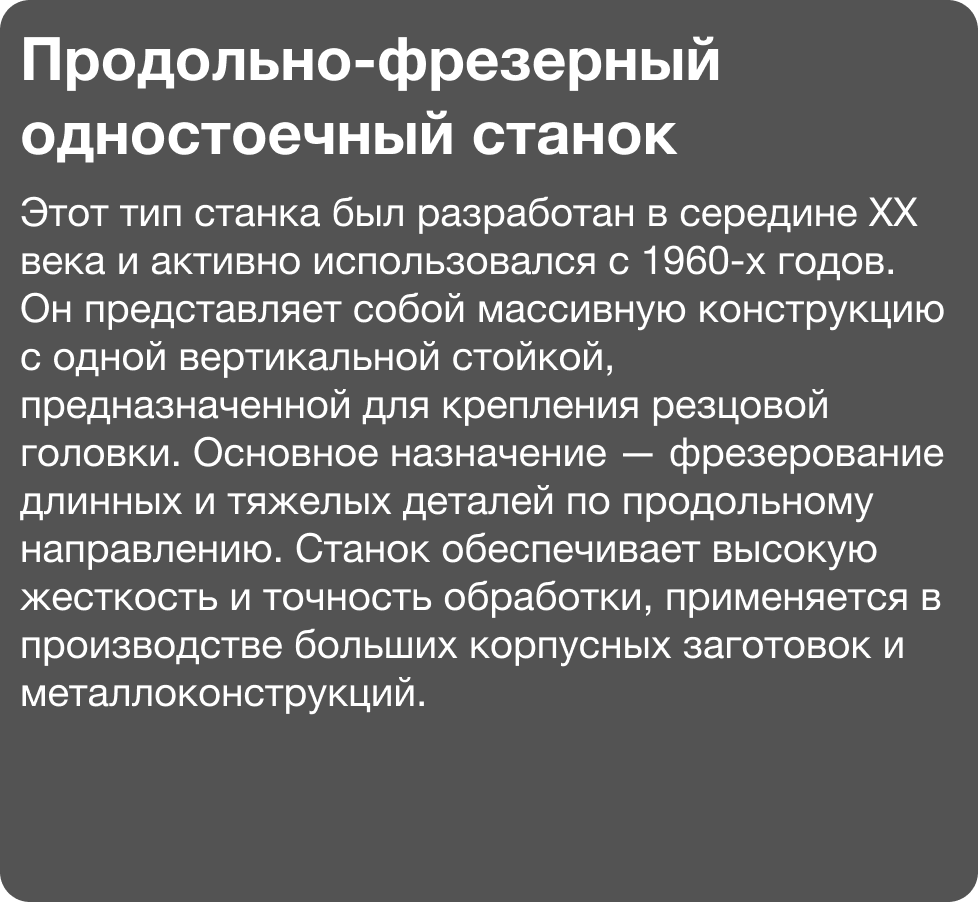 Продольно-фрезерный
одностоечный станок
Этот тип станка был разработан в середине XX
века и активно использовался с 1960-х годов.
Он представляет собой массивную конструкцию
с одной вертикальной стойкой,
предназначенной для крепления резцовой
головки. Основное назначение — фрезерование
длинных и тяжелых деталей по продольному
направлению. Станок обеспечивает высокую
жесткость и точность обработки, применяется в
производстве больших корпусных заготовок и
металлоконструкций.